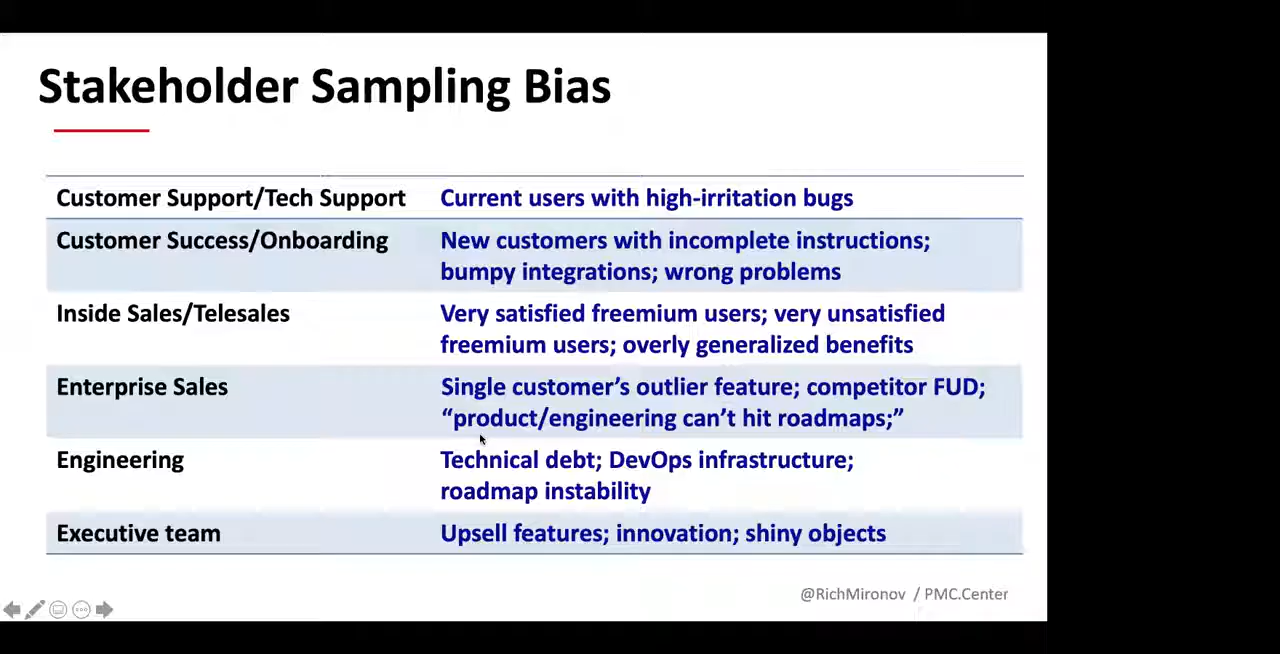 Stakeholder Sampling Bias
Customer Support/Tech Support
Current users with high-irritation bugs
Customer Success/Onboarding
New customers with incomplete instructions;
bumpy integrations; wrong problems
Inside Sales/Telesales
Very satisfied freemium users; very unsatisfied
freemium users; overly generalized benefits
Enterprise Sales
Single customer’s outlier feature; competitor FUD;
“product/engineering can’t hit roadmaps;”
Engineering
Technical debt; DevOps infrastructure;
roadmap instability
Executive team
Upsell features; innovation; shiny objects
@RichMironov / PMC.Center